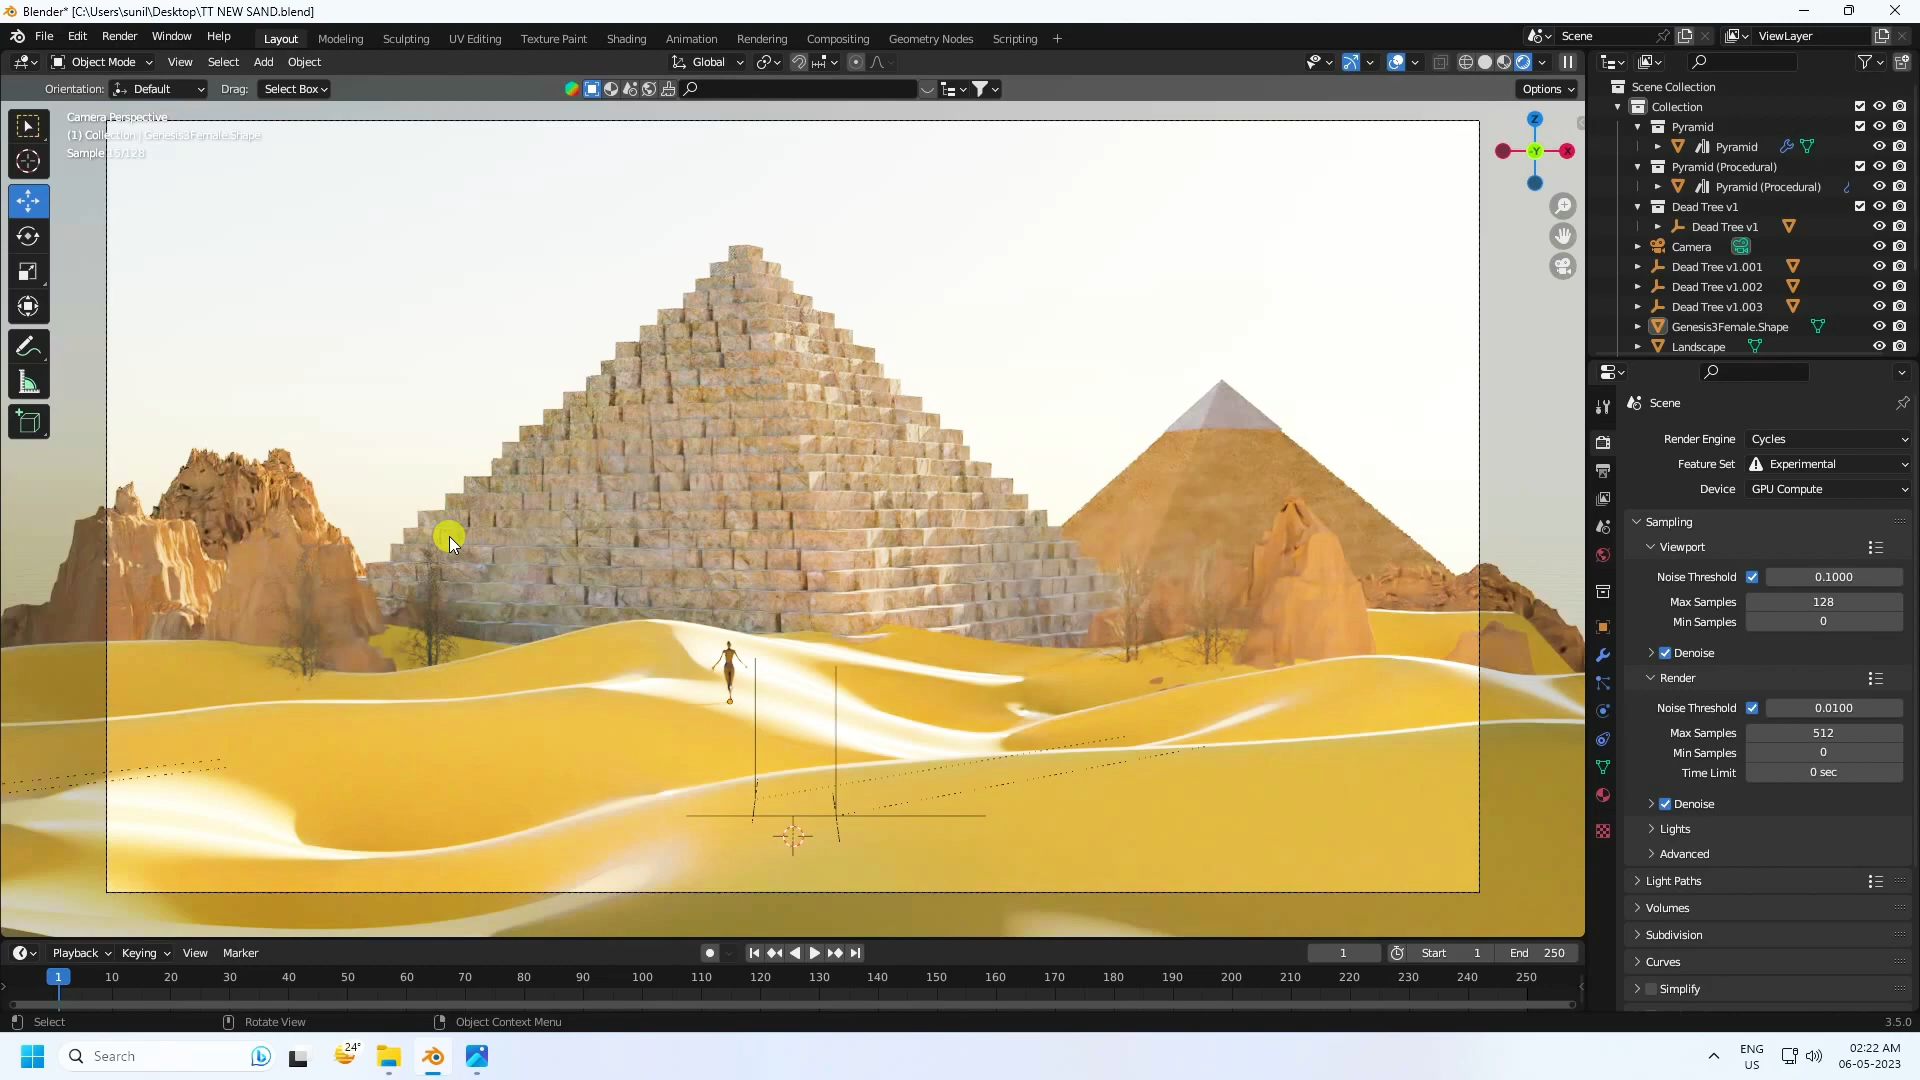 Blender* [C:\Users\sunil\Desktop\TT NEW SAND.blend]
File Edit Render Window Help
Layout Modeling Sculpting UV Editing Texture Paint Shading Animation Rendering Compositing Geometry Nodes Scripting +
Scene
ViewLayer
Object Mode View Select Add Object
Global
Orientation: Default Drag: Select Box
Options
Camera Perspective
(1) Collection | Genesis3Female.Shape
Sample 16/128
Z
-Y
X
Scene Collection
Collection
Pyramid
Pyramid
Pyramid (Procedural)
Pyramid (Procedural)
Dead Tree v1
Dead Tree v1
Camera
Dead Tree v1.001
Dead Tree v1.002
Dead Tree v1.003
Genesis3Female.Shape
Landscape
Scene
Render Engine Cycles
Feature Set Experimental
Device GPU Compute
Sampling
Viewport
Noise Threshold 0.1000
Max Samples 128
Min Samples 0
Denoise
Render
Noise Threshold 0.0100
Max Samples 512
Min Samples 0
Time Limit 0 sec
Denoise
Lights
Advanced
Light Paths
Volumes
Subdivision
Curves
Simplify
Playback Keying View Marker
1 Start 1 End 250
1 10 20 30 40 50 60 70 80 90 100 110 120 130 140 150 160 170 180 190 200 210 220 230 240 250
Select Rotate View Object Context Menu
3.5.0
Search
24°
ENG
US
02:22 AM
06-05-2023